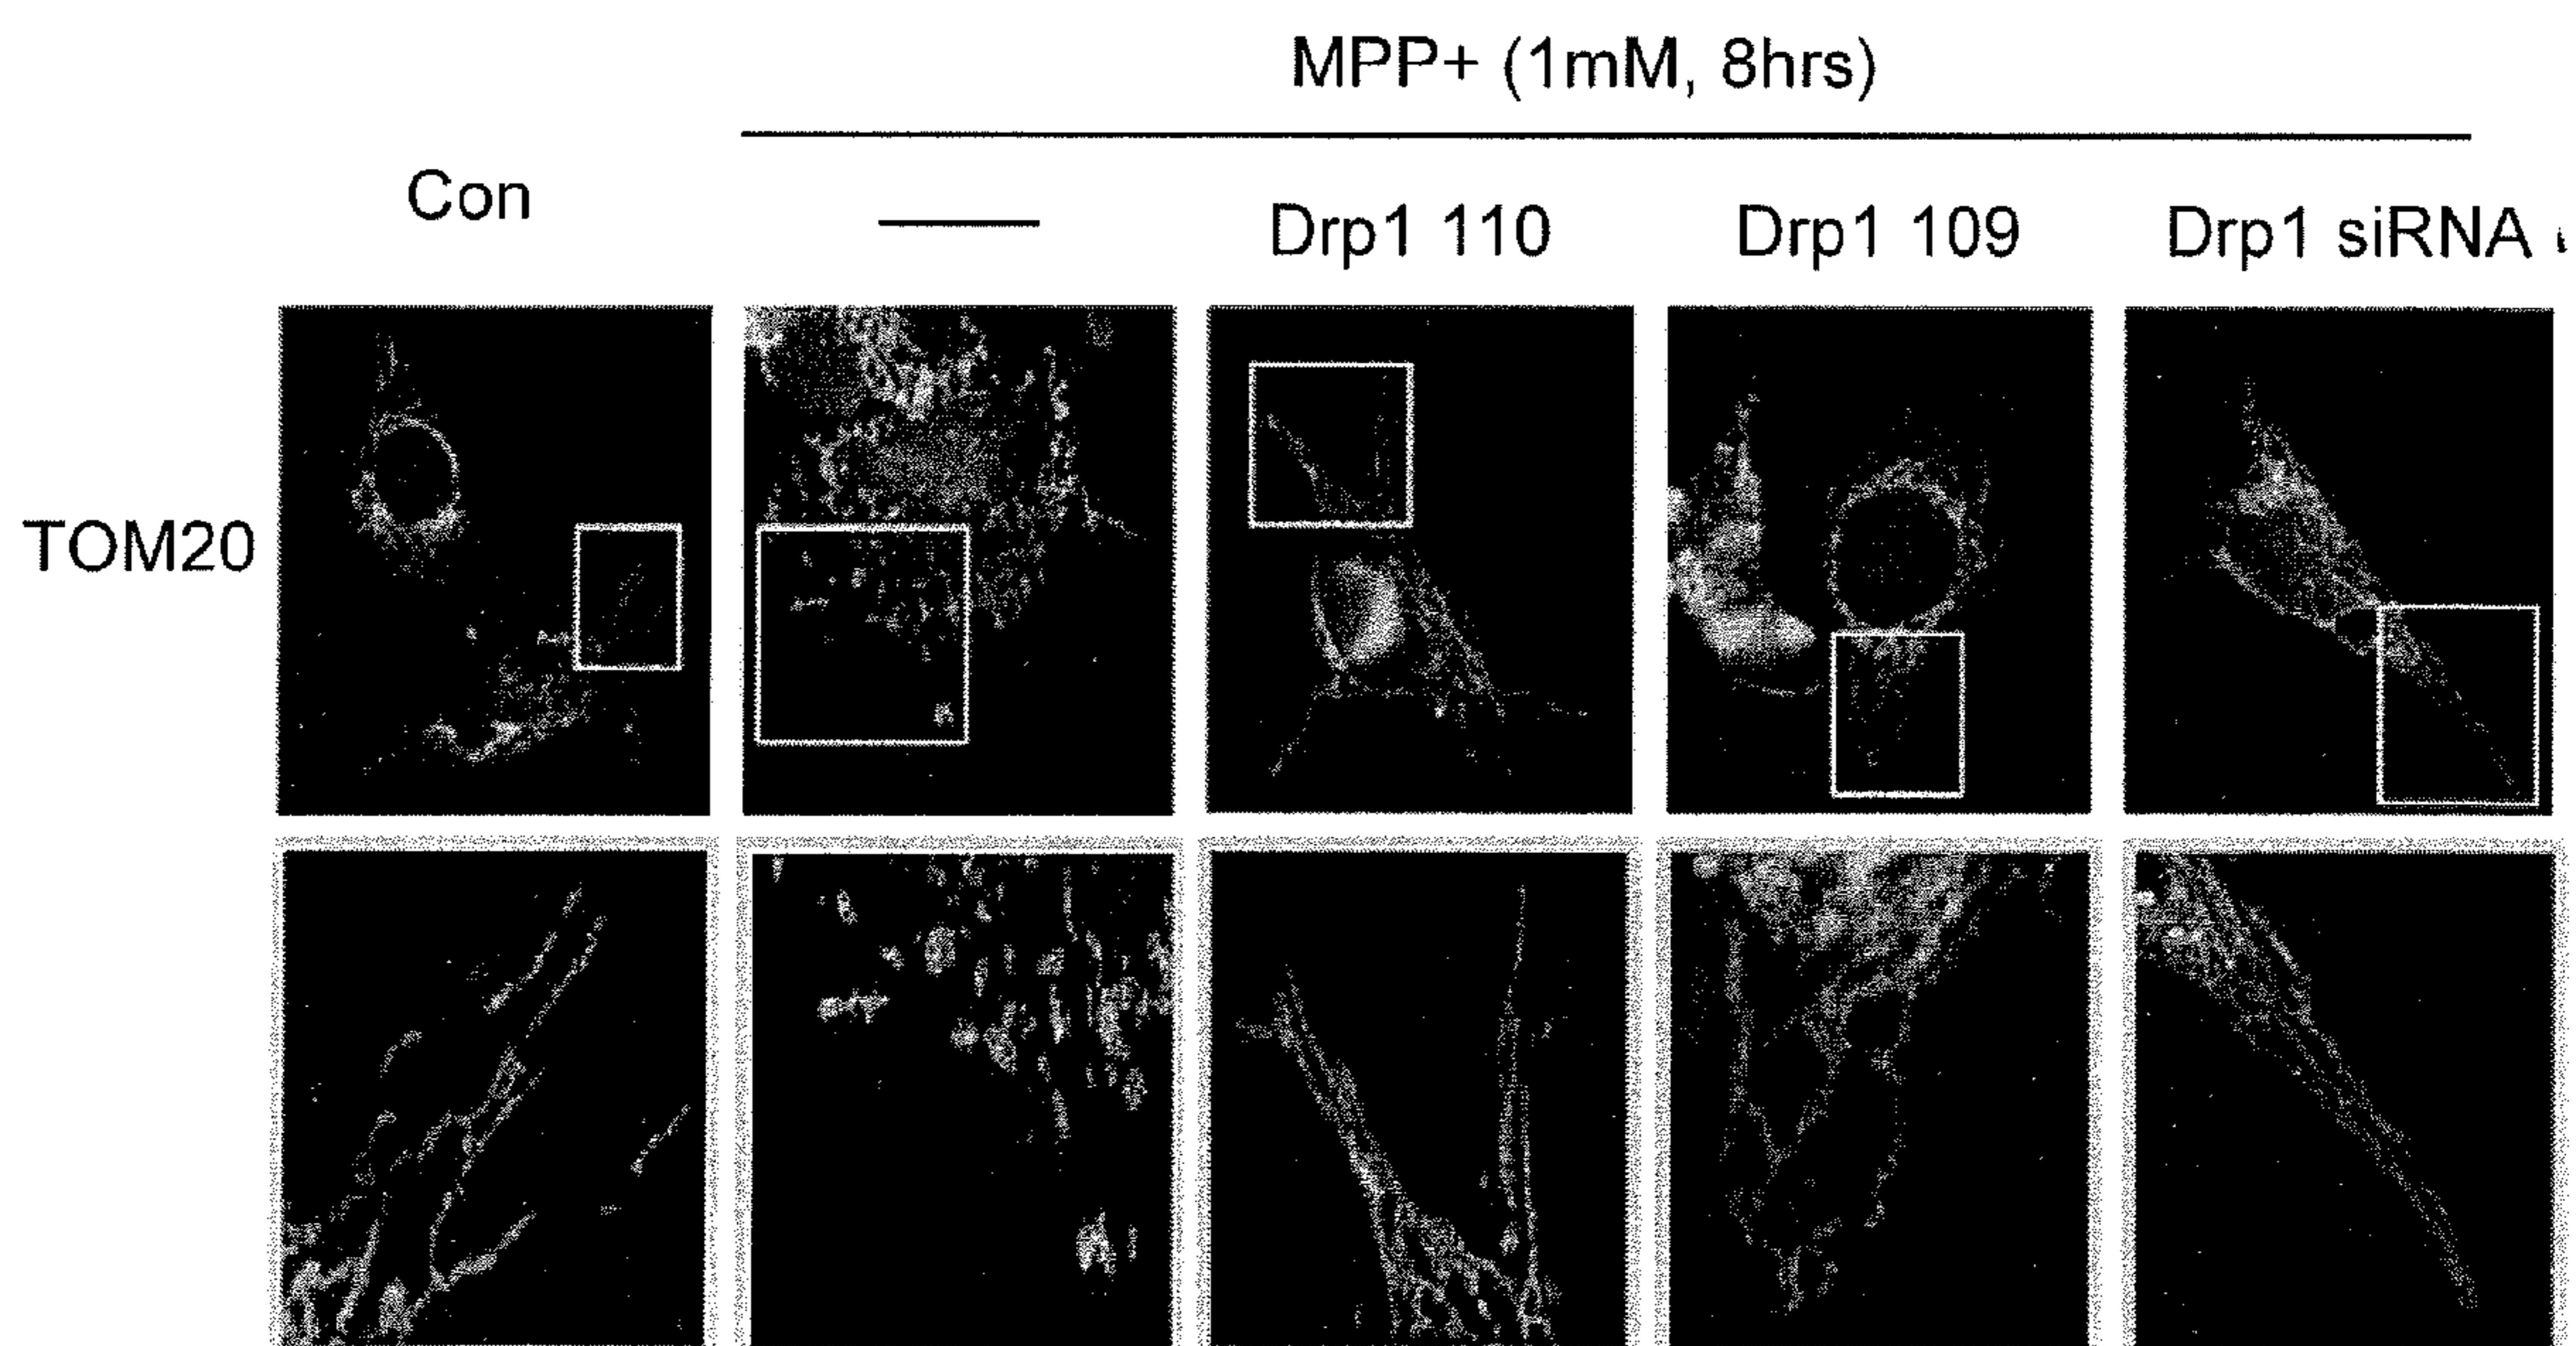 MPP+ (1mM, 8hrs)
Con — Drp1 110 Drp1 109 Drp1 siRNA
TOM20